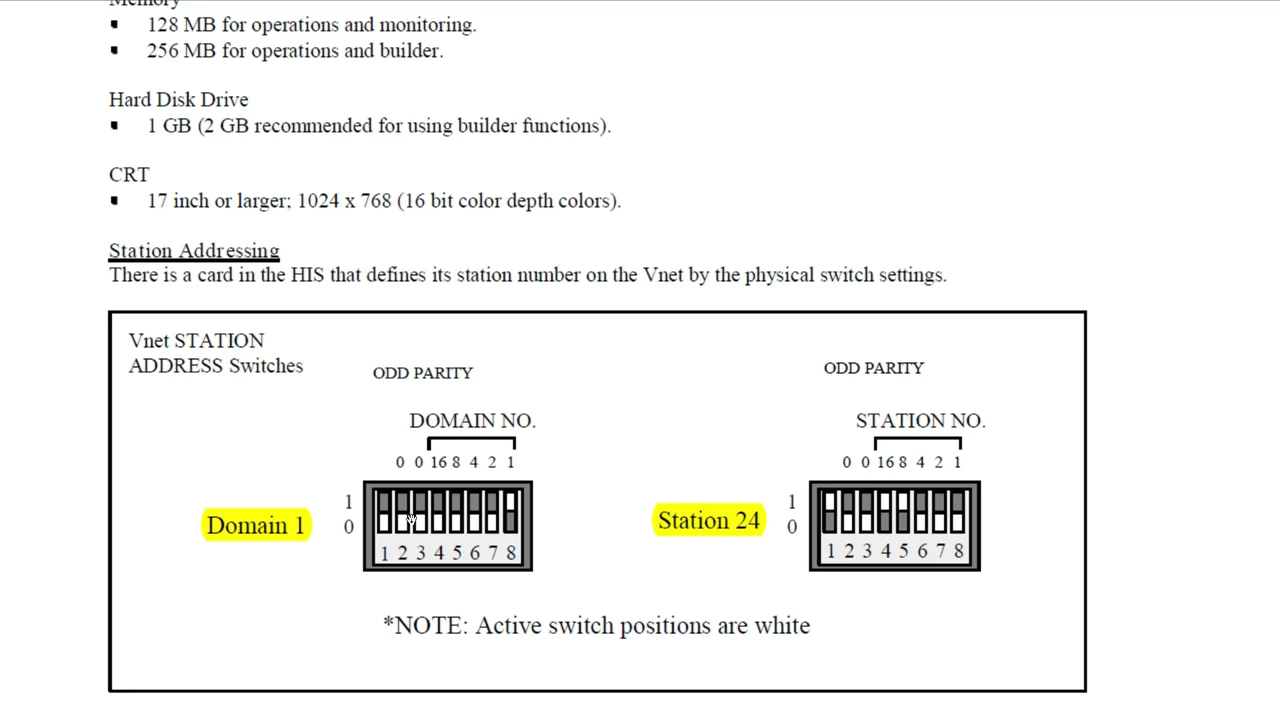 Memory
▪ 128 MB for operations and monitoring.
▪ 256 MB for operations and builder.
Hard Disk Drive
▪ 1 GB (2 GB recommended for using builder functions).
CRT
▪ 17 inch or larger; 1024 x 768 (16 bit color depth colors).
Station Addressing
There is a card in the HIS that defines its station number on the Vnet by the physical switch settings.
Vnet STATION
ADDRESS Switches
ODD PARITY
DOMAIN NO.
0 0 16 8 4 2 1
Domain 1
1
0
1 2 3 4 5 6 7 8
ODD PARITY
STATION NO.
0 0 16 8 4 2 1
Station 24
1
0
1 2 3 4 5 6 7 8
*NOTE: Active switch positions are white